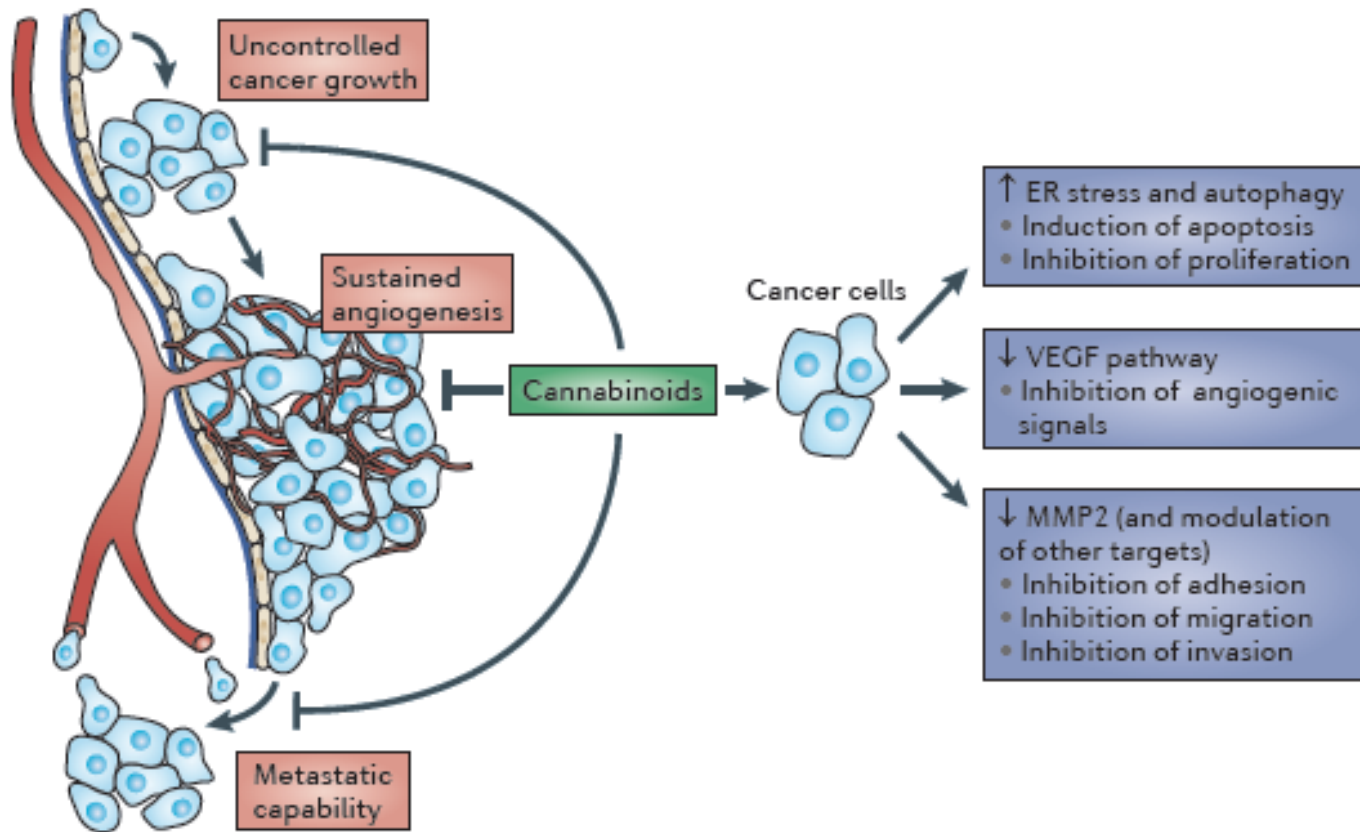 Uncontrolled
cancer growth
Sustained
angiogenesis
Cannabinoids
Metastatic
capability
Cancer cells
↑ ER stress and autophagy
• Induction of apoptosis
• Inhibition of proliferation
↓ VEGF pathway
• Inhibition of angiogenic
signals
↓ MMP2 (and modulation
of other targets)
• Inhibition of adhesion
• Inhibition of migration
• Inhibition of invasion